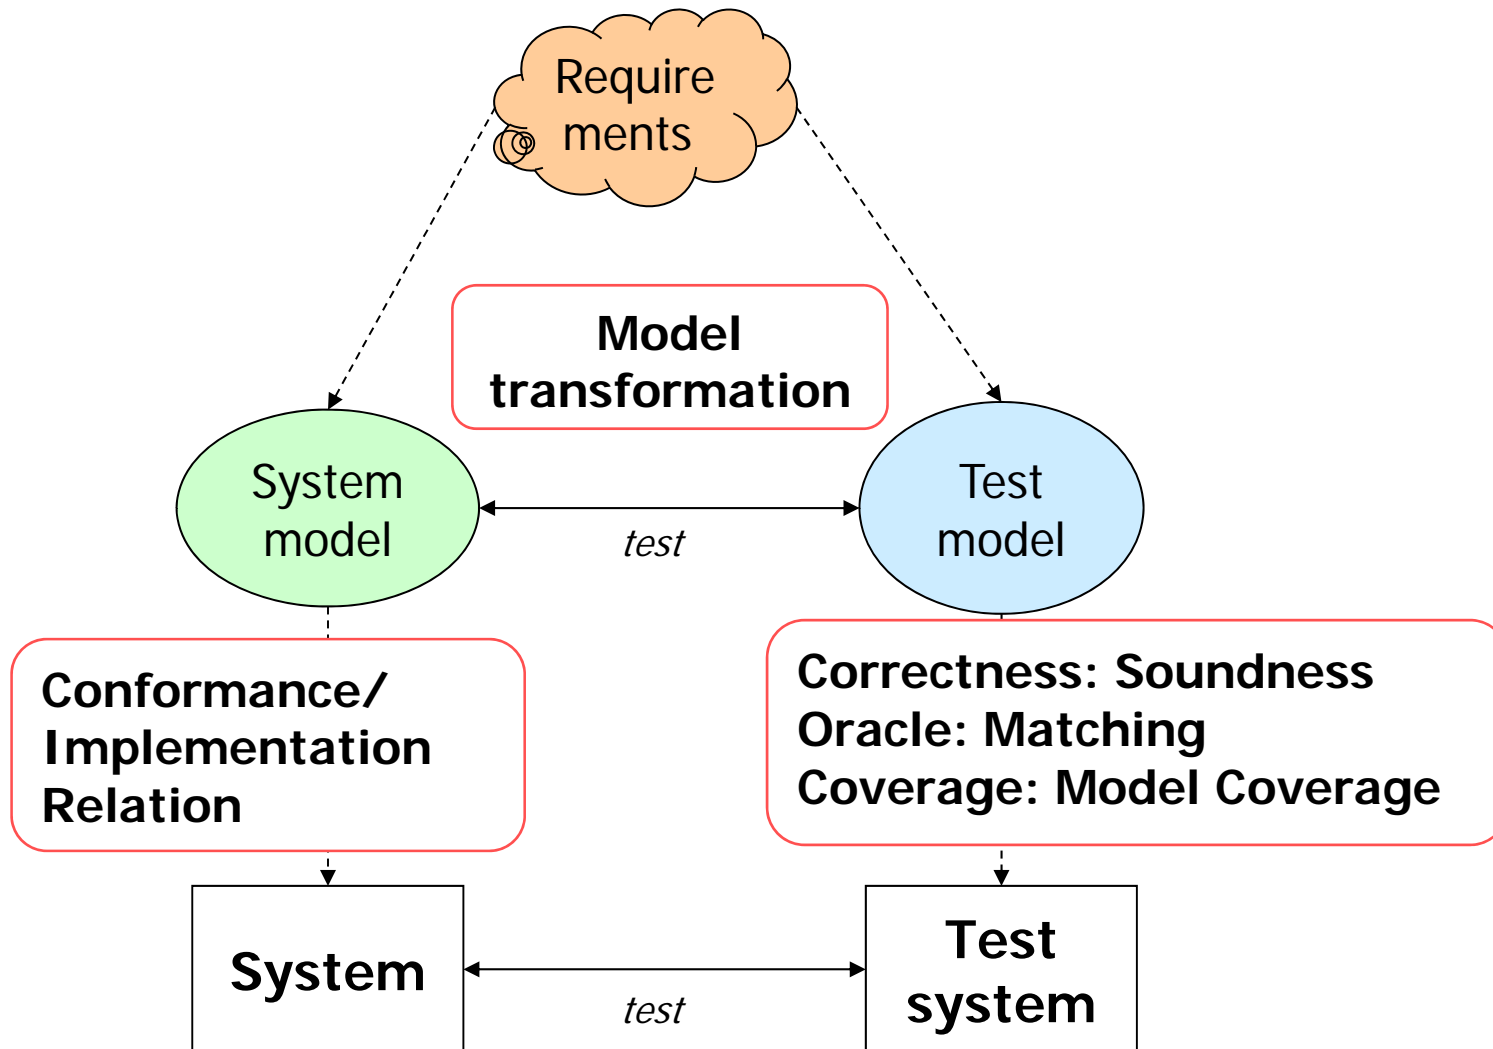 Require
ments
Model
transformation
System
model
test
Test
model
Conformance/
Implementation
Relation
Correctness: Soundness
Oracle: Matching
Coverage: Model Coverage
System
test
Test
system